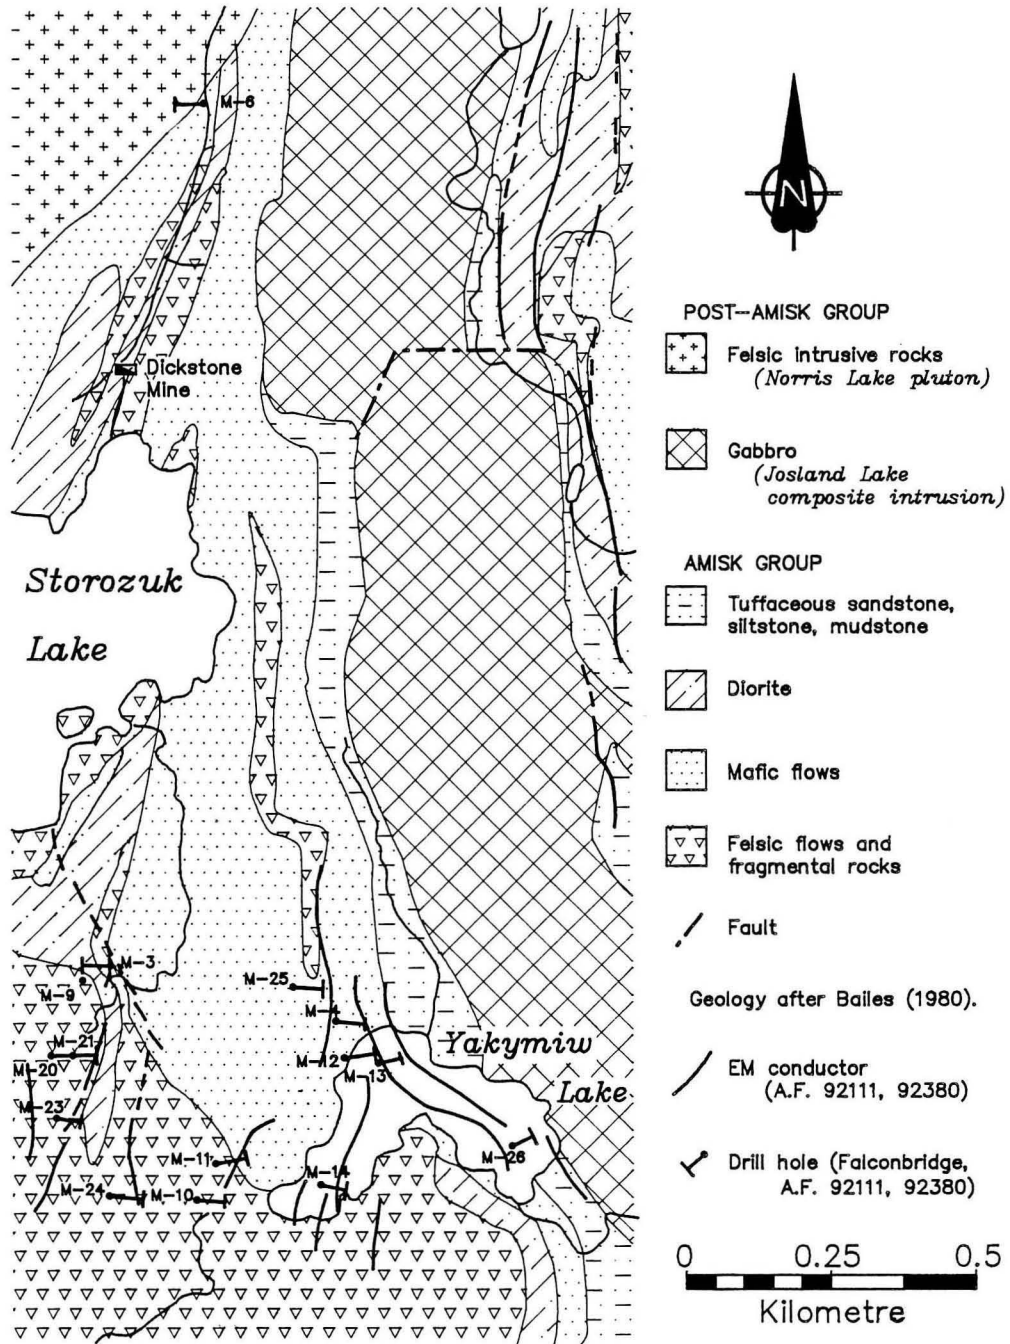 M-6
Dickstone
Mine
Storozuk
Lake
M-3
M-9
M-25
M-4
M-21
M-20
M-12
M-13
Yakymiw
Lake
M-23
M-11
M-14
M-26
M-24
M-10
N
POST-AMISK GROUP
Felsic intrusive rocks
(Norris Lake pluton)
Gabbro
(Josland Lake
composite intrusion)
AMISK GROUP
Tuffaceous sandstone,
siltstone, mudstone
Diorite
Mafic flows
Felsic flows and
fragmental rocks
Fault
Geology after Bailes (1980).
EM conductor
(A.F. 92111, 92380)
Drill hole (Falconbridge,
A.F. 92111, 92380)
0 0.25 0.5
Kilometre